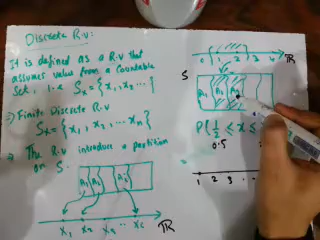 Discrete R.V:
It is defined as a R.V that
assumes value from a countable
Set, i.e Sx = {x1, x2 ... }
Finite Discrete R.V
Sx = {x1, x2, ... xn}
The R.V introduce a partition
on S.
A1 A2
x1 x2 x3 ... xc R
0 1 2 3 4 R
S
A1 A2 A3
P(1/2 ≤ x ≤
0.5
=
1 2 3 ..